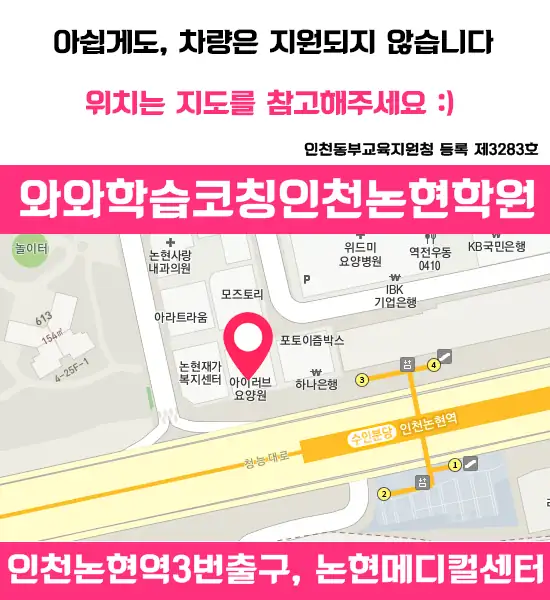 아쉽게도, 차량은 지원되지 않습니다
위치는 지도를 참고해주세요 :)
인천동부교육지원청 등록 제3283호
와와학습코칭인천논현학원
놀이터
논현사랑
내과의원
위드미
요양병원
역전우동
0410
KB국민은행
P
IBK
기업은행
모즈토리
아라트라움
613
154㎡
4-25F-1
포토이즘박스
논현재가
복지센터
아이러브
요양원
하나은행
3
4
수인분당 인천논현역
청능대로
1
2
인천논현역3번출구, 논현메디컬센터